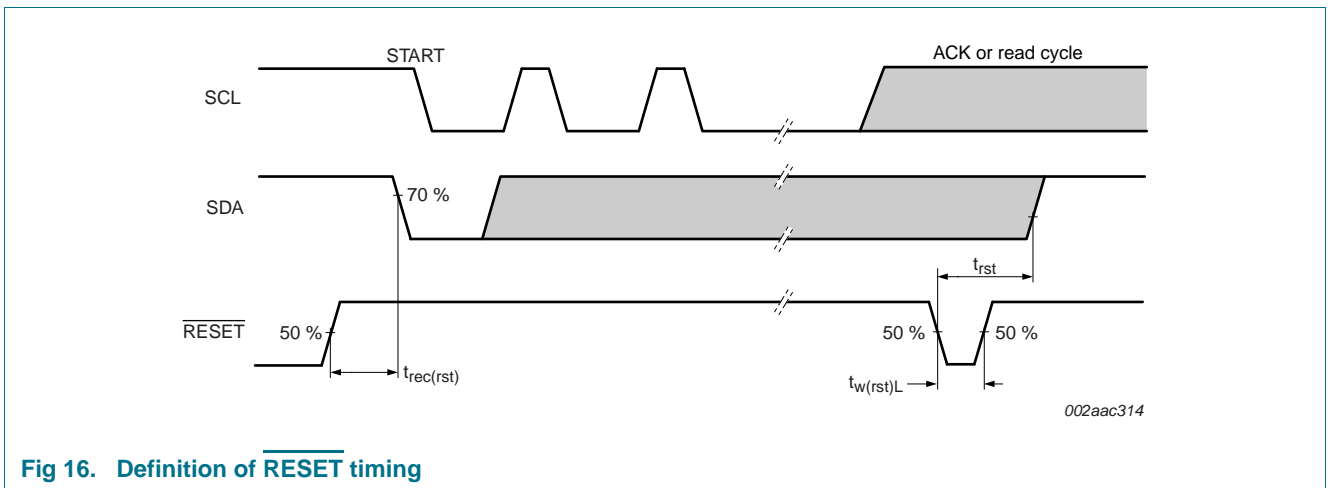 START
ACK or read cycle
SCL
70 %
SDA
t_rst
RESET
50 %
50 %
50 %
t_rec(rst)
t_w(rst)L
002aac314
Fig 16. Definition of RESET timing